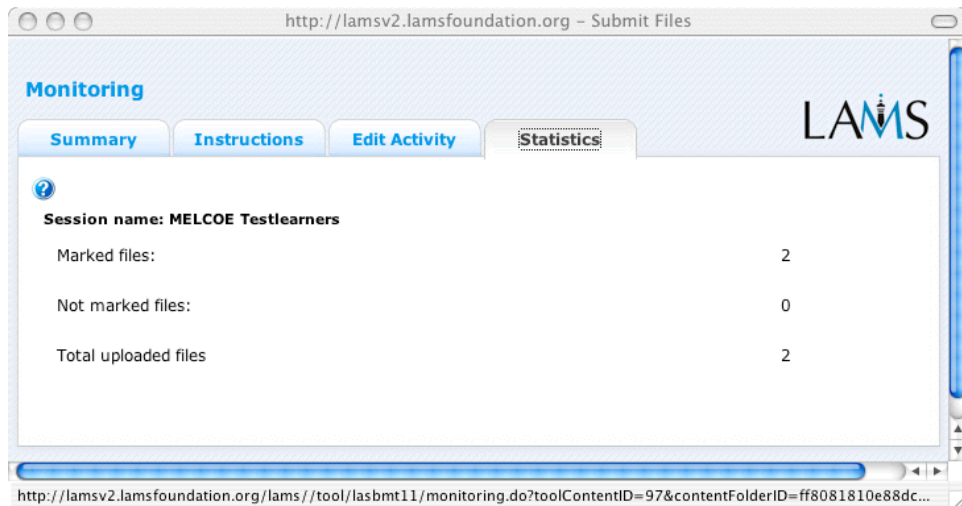 http://lamsv2.lamsfoundation.org – Submit Files
Monitoring
LAMS
Summary Instructions Edit Activity Statistics
?
Session name: MELCOE Testlearners
Marked files: 2
Not marked files: 0
Total uploaded files 2
http://lamsv2.lamsfoundation.org/lams//tool/lasbmt11/monitoring.do?toolContentID=97&contentFolderID=ff8081810e88dc...